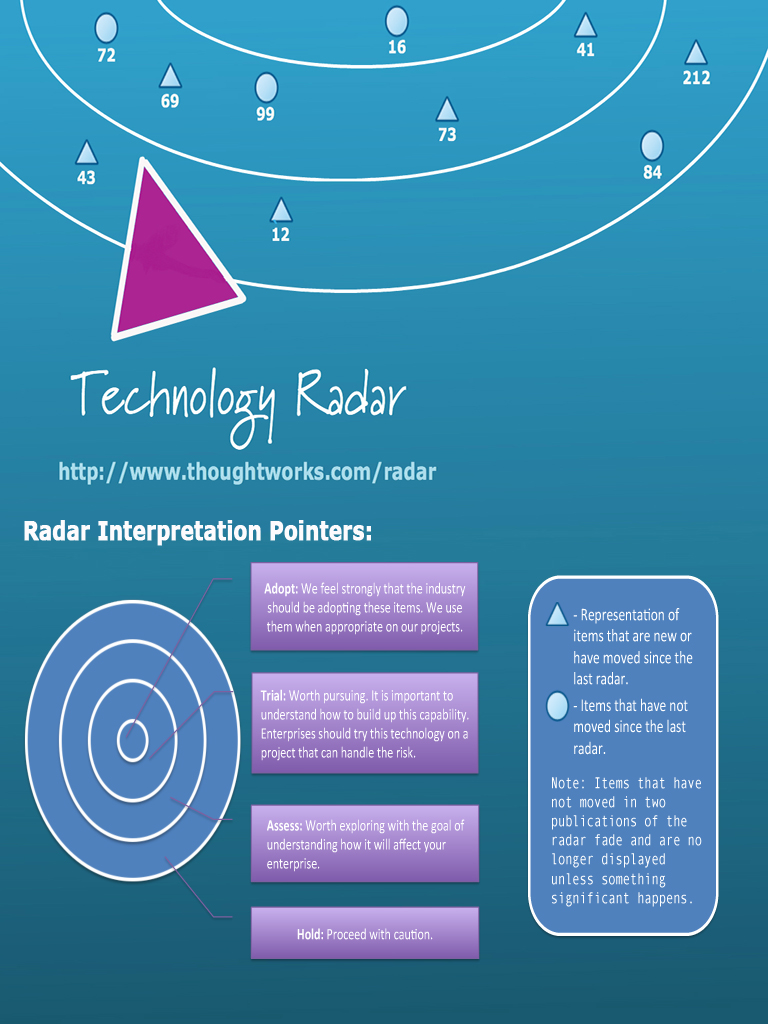 16
72
41
212
69
99
73
84
43
12
Technology Radar
http://www.thoughtworks.com/radar
Radar Interpretation Pointers:
Adopt: We feel strongly that the industry
should be adopting these items. We use
them when appropriate on our projects.
Trial: Worth pursuing. It is important to
understand how to build up this capability.
Enterprises should try this technology on a
project that can handle the risk.
Assess: Worth exploring with the goal of
understanding how it will affect your
enterprise.
Hold: Proceed with caution.
- Representation of
items that are new or
have moved since the
last radar.
- Items that have not
moved since the last
radar.
Note: Items that have
not moved in two
publications of the
radar fade and are no
longer displayed
unless something
significant happens.